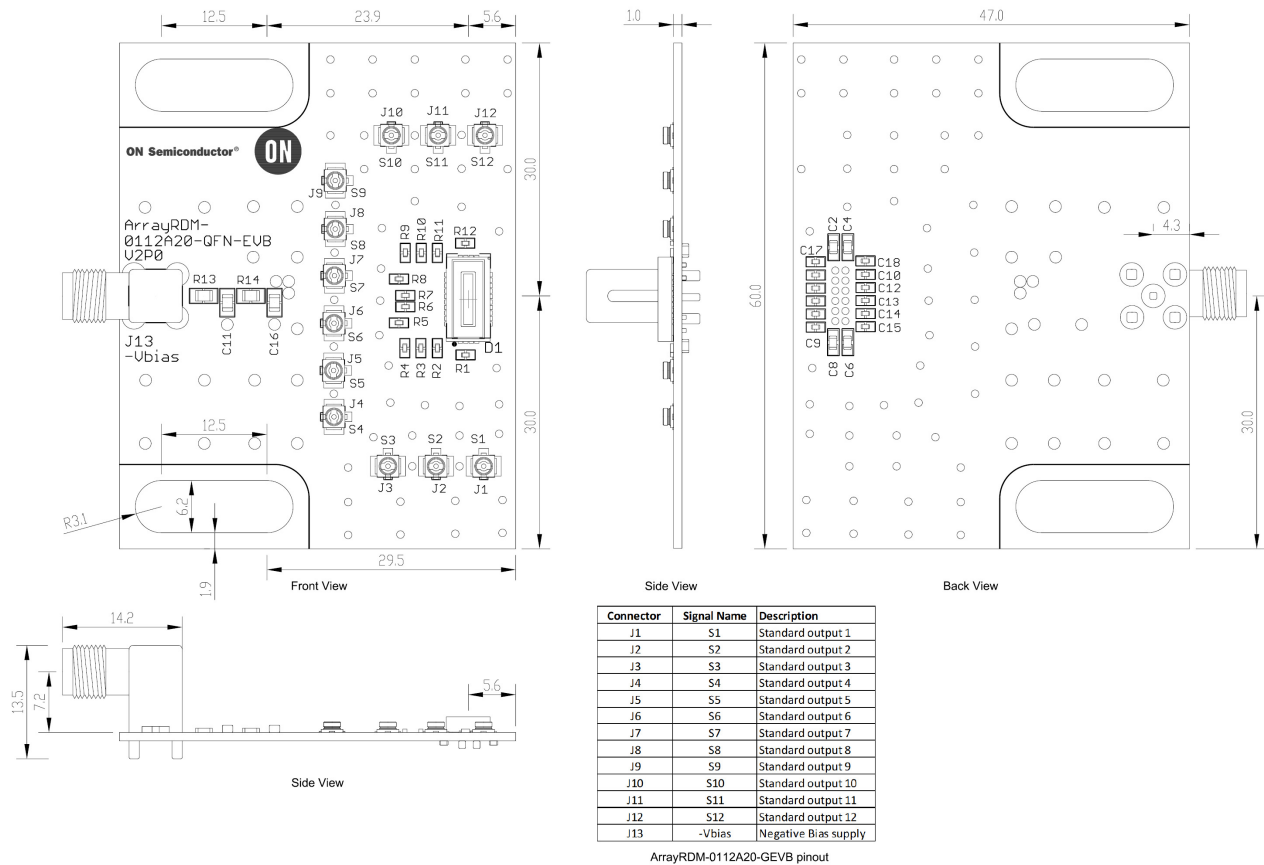 12.5
23.9
5.6
1.0
47.0
J10
J11
J12
ON Semiconductor®
ON
S10
S11
S12
J9
S9
30.0
ArrayRDM-
0112A20-QFN-EVB
V2P0
J8
S8
R9
R10
R11
R12
C2
C4
4.3
C17
C18
C10
C12
C13
C14
C15
C9
C8
C6
R13
R14
J7
S7
R8
R7
R6
R5
60.0
J6
S6
C11
C16
J13
-Vbias
D1
R4
R3
R2
R1
J5
S5
30.0
30.0
12.5
J4
S4
S3
S2
S1
J3
J2
J1
R3.1
6.2
1.9
29.5
Front View
Side View
Back View
14.2
13.5
7.2
5.6
Side View
Connector Signal Name Description
J1 S1 Standard output 1
J2 S2 Standard output 2
J3 S3 Standard output 3
J4 S4 Standard output 4
J5 S5 Standard output 5
J6 S6 Standard output 6
J7 S7 Standard output 7
J8 S8 Standard output 8
J9 S9 Standard output 9
J10 S10 Standard output 10
J11 S11 Standard output 11
J12 S12 Standard output 12
J13 -Vbias Negative Bias supply
ArrayRDM-0112A20-GEVB pinout